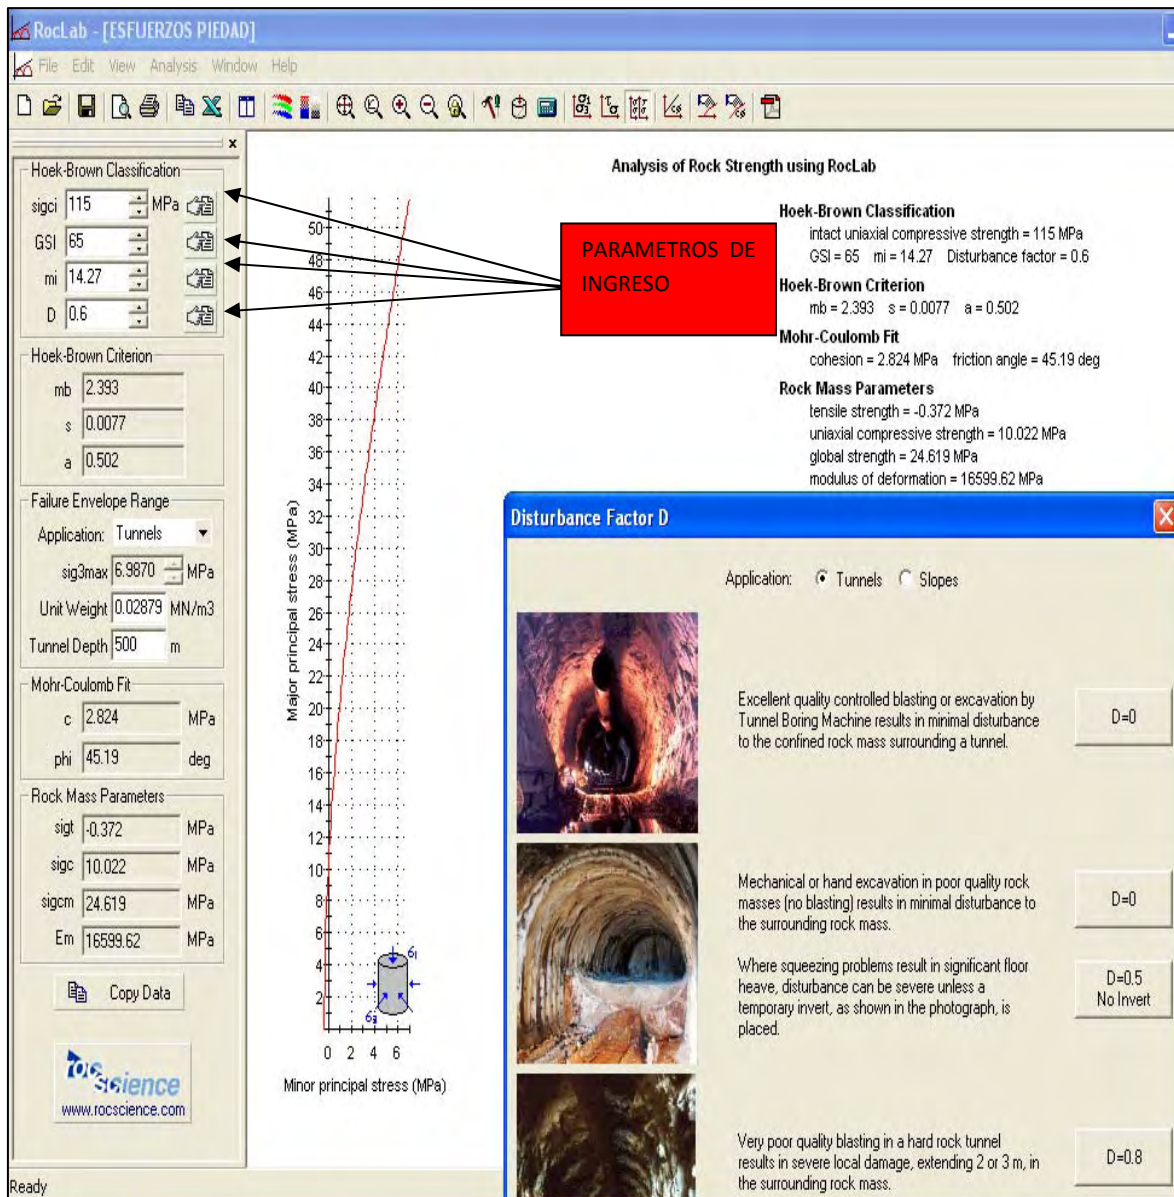 RocLab - [ESFUERZOS PIEDAD]
File Edit View Analysis Window Help
x
Hoek-Brown Classification
sigci 115 MPa
GSI 65
mi 14.27
D 0.6
Hoek-Brown Criterion
mb 2.393
s 0.0077
a 0.502
Failure Envelope Range
Application: Tunnels
sig3max 6.9870 MPa
Unit Weight 0.02879 MN/m3
Tunnel Depth 500 m
Mohr-Coulomb Fit
c 2.824 MPa
phi 45.19 deg
Rock Mass Parameters
sigt -0.372 MPa
sigc 10.022 MPa
sigcm 24.619 MPa
Em 16599.62 MPa
Copy Data
rocscience
www.rocscience.com
Ready
Analysis of Rock Strength using RocLab
PARAMETROS DE
INGRESO
Hoek-Brown Classification
intact uniaxial compressive strength = 115 MPa
GSI = 65 mi = 14.27 Disturbance factor = 0.6
Hoek-Brown Criterion
mb = 2.393 s = 0.0077 a = 0.502
Mohr-Coulomb Fit
cohesion = 2.824 MPa friction angle = 45.19 deg
Rock Mass Parameters
tensile strength = -0.372 MPa
uniaxial compressive strength = 10.022 MPa
global strength = 24.619 MPa
modulus of deformation = 16599.62 MPa
Major principal stress (MPa)
50
48
46
44
42
40
38
36
34
32
30
28
26
24
22
20
18
16
14
12
10
8
6
4
2
0 2 4 6
Minor principal stress (MPa)
Disturbance Factor D
Application: Tunnels Slopes
Excellent quality controlled blasting or excavation by
Tunnel Boring Machine results in minimal disturbance
to the confined rock mass surrounding a tunnel.
D=0
Mechanical or hand excavation in poor quality rock
masses (no blasting) results in minimal disturbance to
the surrounding rock mass.
D=0
Where squeezing problems result in significant floor
heave, disturbance can be severe unless a
temporary invert, as shown in the photograph, is
placed.
D=0.5
No Invert
Very poor quality blasting in a hard rock tunnel
results in severe local damage, extending 2 or 3 m, in
the surrounding rock mass.
D=0.8